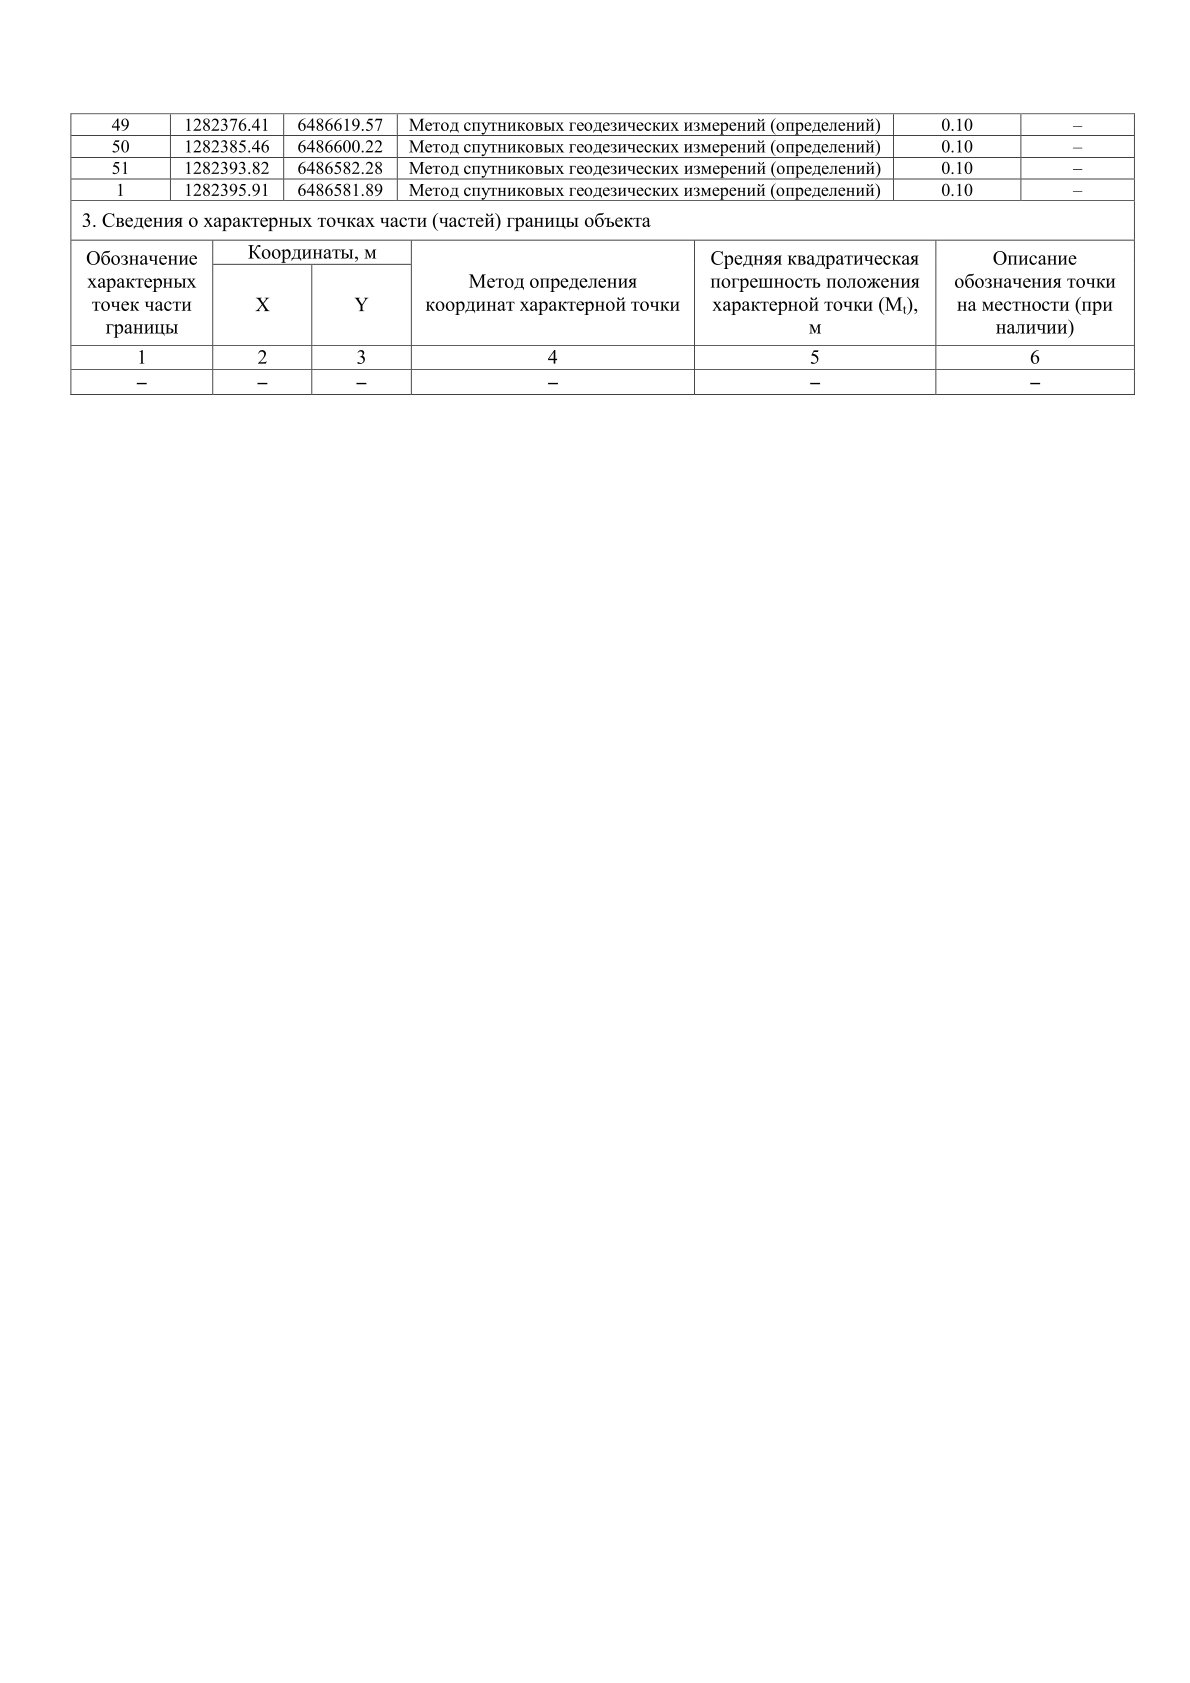 49 1282376.41 6486619.57 Метод спутниковых геодезических измерений (определений) 0.10 –
50 1282385.46 6486600.22 Метод спутниковых геодезических измерений (определений) 0.10 –
51 1282393.82 6486582.28 Метод спутниковых геодезических измерений (определений) 0.10 –
1 1282395.91 6486581.89 Метод спутниковых геодезических измерений (определений) 0.10 –
3. Сведения о характерных точках части (частей) границы объекта
Обозначение
характерных
точек части
границы
Координаты, м
X Y
Метод определения
координат характерной точки
Средняя квадратическая
погрешность положения
характерной точки (Mt),
м
Описание
обозначения точки
на местности (при
наличии)
1 2 3 4 5 6
– – – – – –